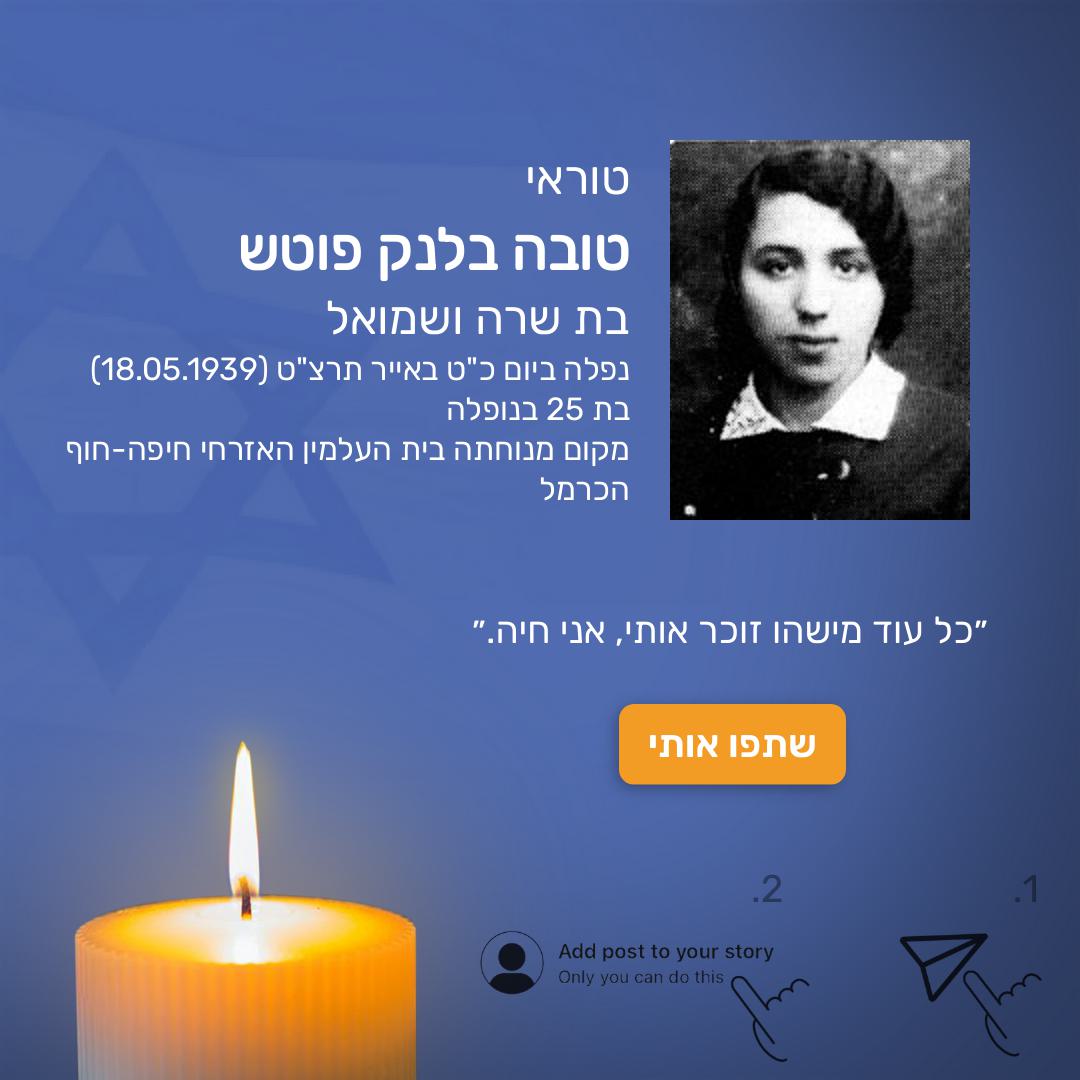 טוראי
טובה בלנק פוטש
בת שרה ושמואל
נפלה ביום כ"ט באייר תרצ"ט (18.05.1939)
בת 25 בנופלה
מקום מנוחתה בית העלמין האזרחי חיפה-חוף
הכרמל
״כל עוד מישהו זוכר אותי, אני חיה.״
שתפו אותי
1.
2.
Add post to your story
Only you can do this